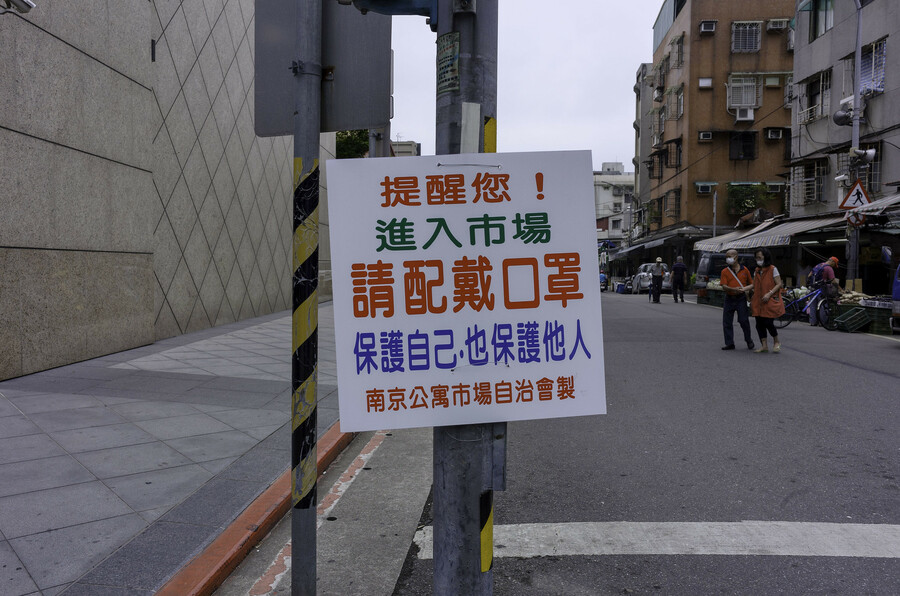 提醒您！
進入市場
請配戴口罩
保護自己.也保護他人
南京公寓市場自治會製